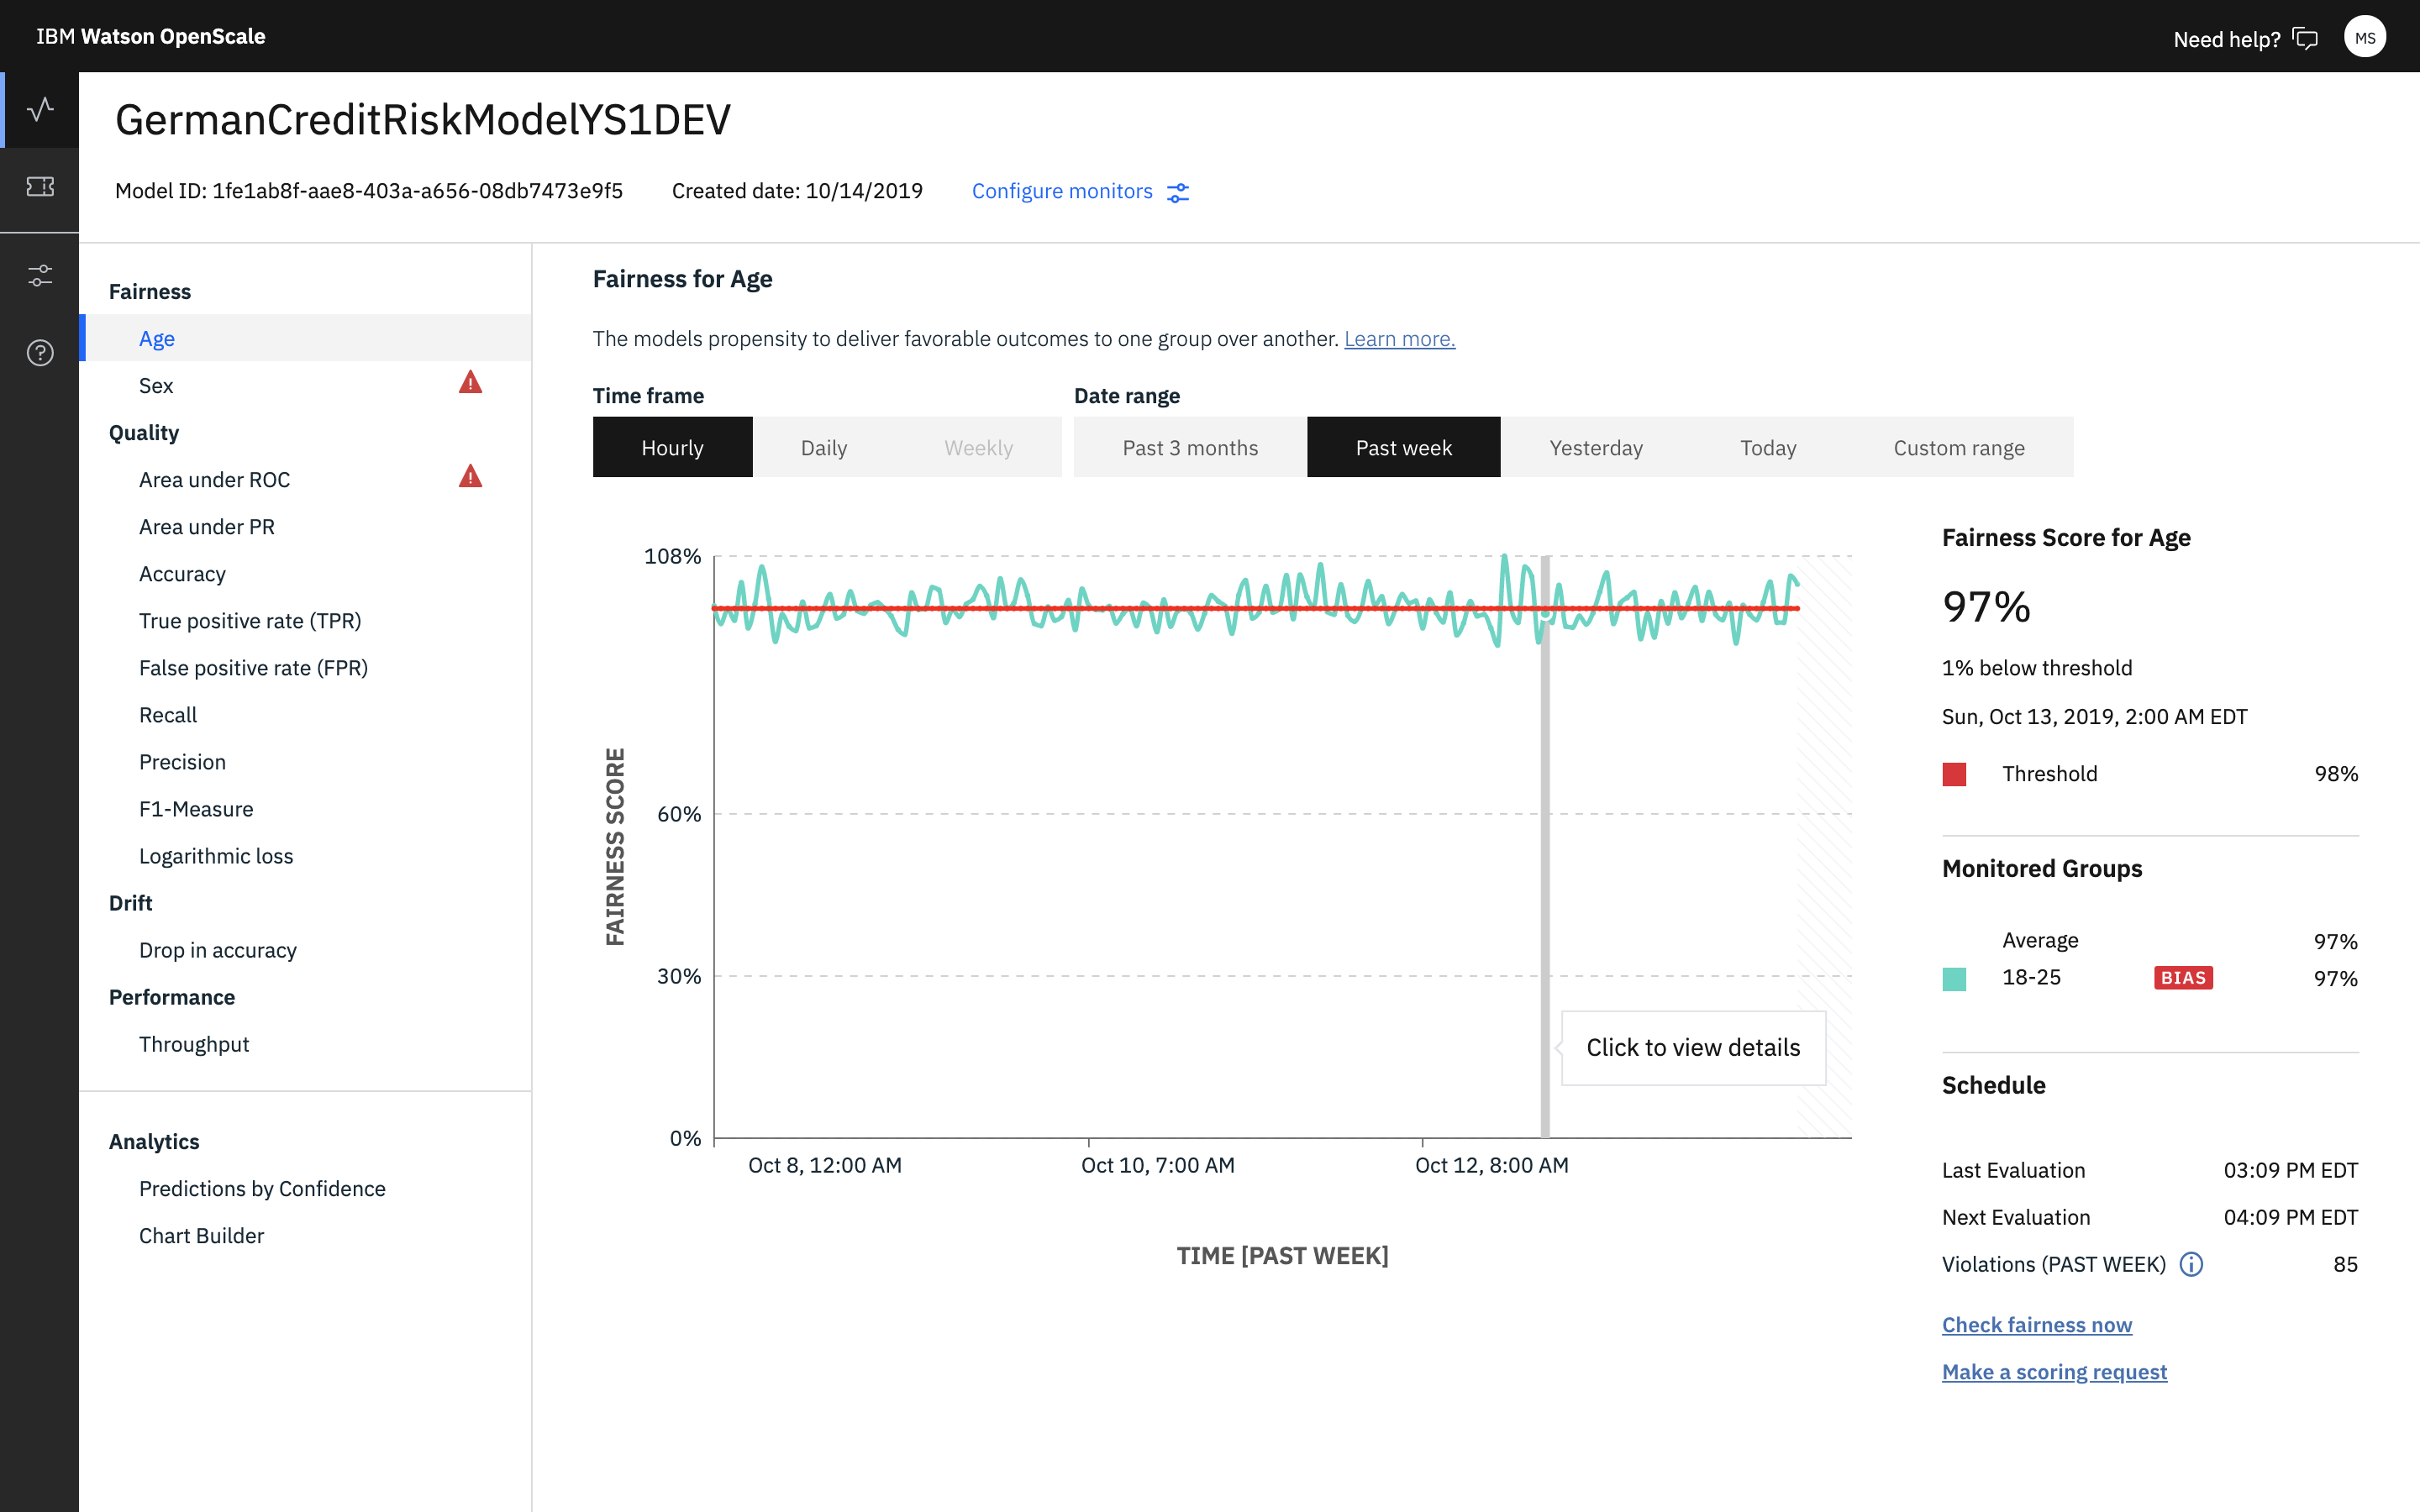 IBM Watson OpenScale
Need help?
MS
GermanCreditRiskModelYS1DEV
Model ID: 1fe1ab8f-aae8-403a-a656-08db7473e9f5
Created date: 10/14/2019
Configure monitors
Fairness
Age
Sex
Quality
Area under ROC
Area under PR
Accuracy
True positive rate (TPR)
False positive rate (FPR)
Recall
Precision
F1-Measure
Logarithmic loss
Drift
Drop in accuracy
Performance
Throughput
Analytics
Predictions by Confidence
Chart Builder
Fairness for Age
The models propensity to deliver favorable outcomes to one group over another. Learn more.
Time frame
Hourly
Daily
Weekly
Date range
Past 3 months
Past week
Yesterday
Today
Custom range
FAIRNESS SCORE
108%
60%
30%
0%
Click to view details
Oct 8, 12:00 AM
Oct 10, 7:00 AM
Oct 12, 8:00 AM
TIME [PAST WEEK]
Fairness Score for Age
97%
1% below threshold
Sun, Oct 13, 2019, 2:00 AM EDT
Threshold 98%
Monitored Groups
Average 97%
18-25 BIAS 97%
Schedule
Last Evaluation 03:09 PM EDT
Next Evaluation 04:09 PM EDT
Violations (PAST WEEK) 85
Check fairness now
Make a scoring request